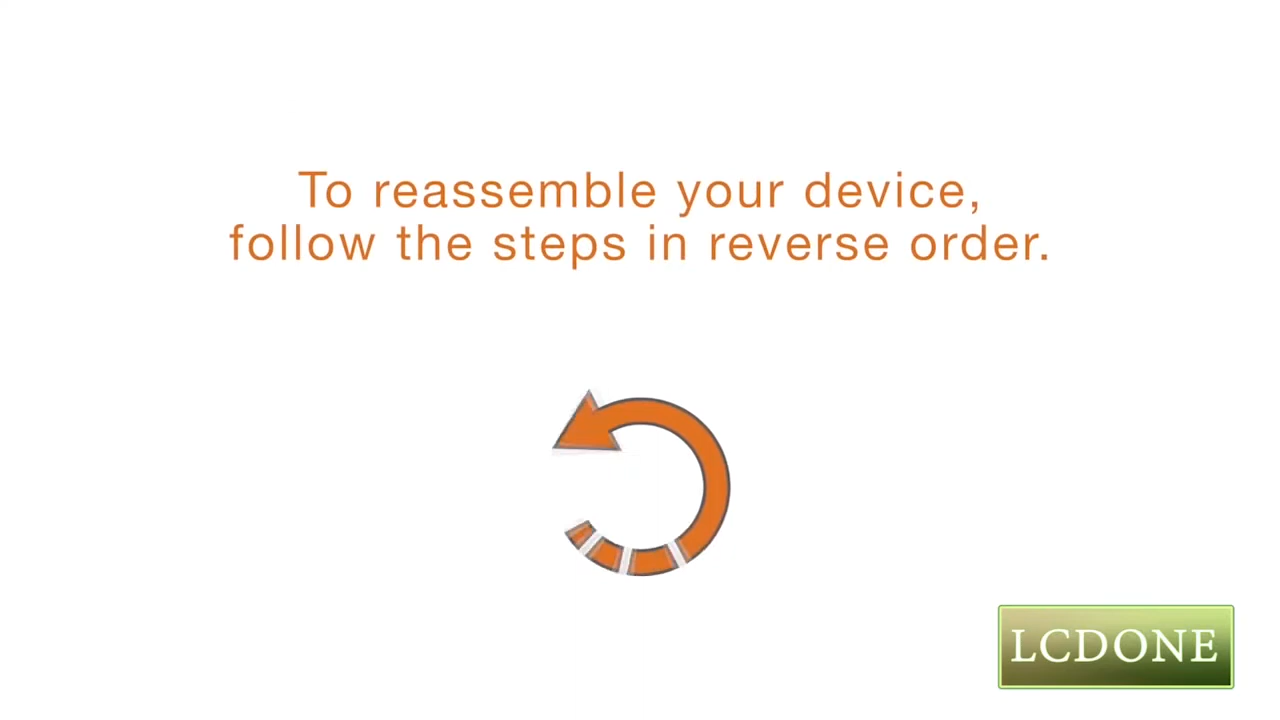 To reassemble your device,
follow the steps in reverse order.
LCDONE